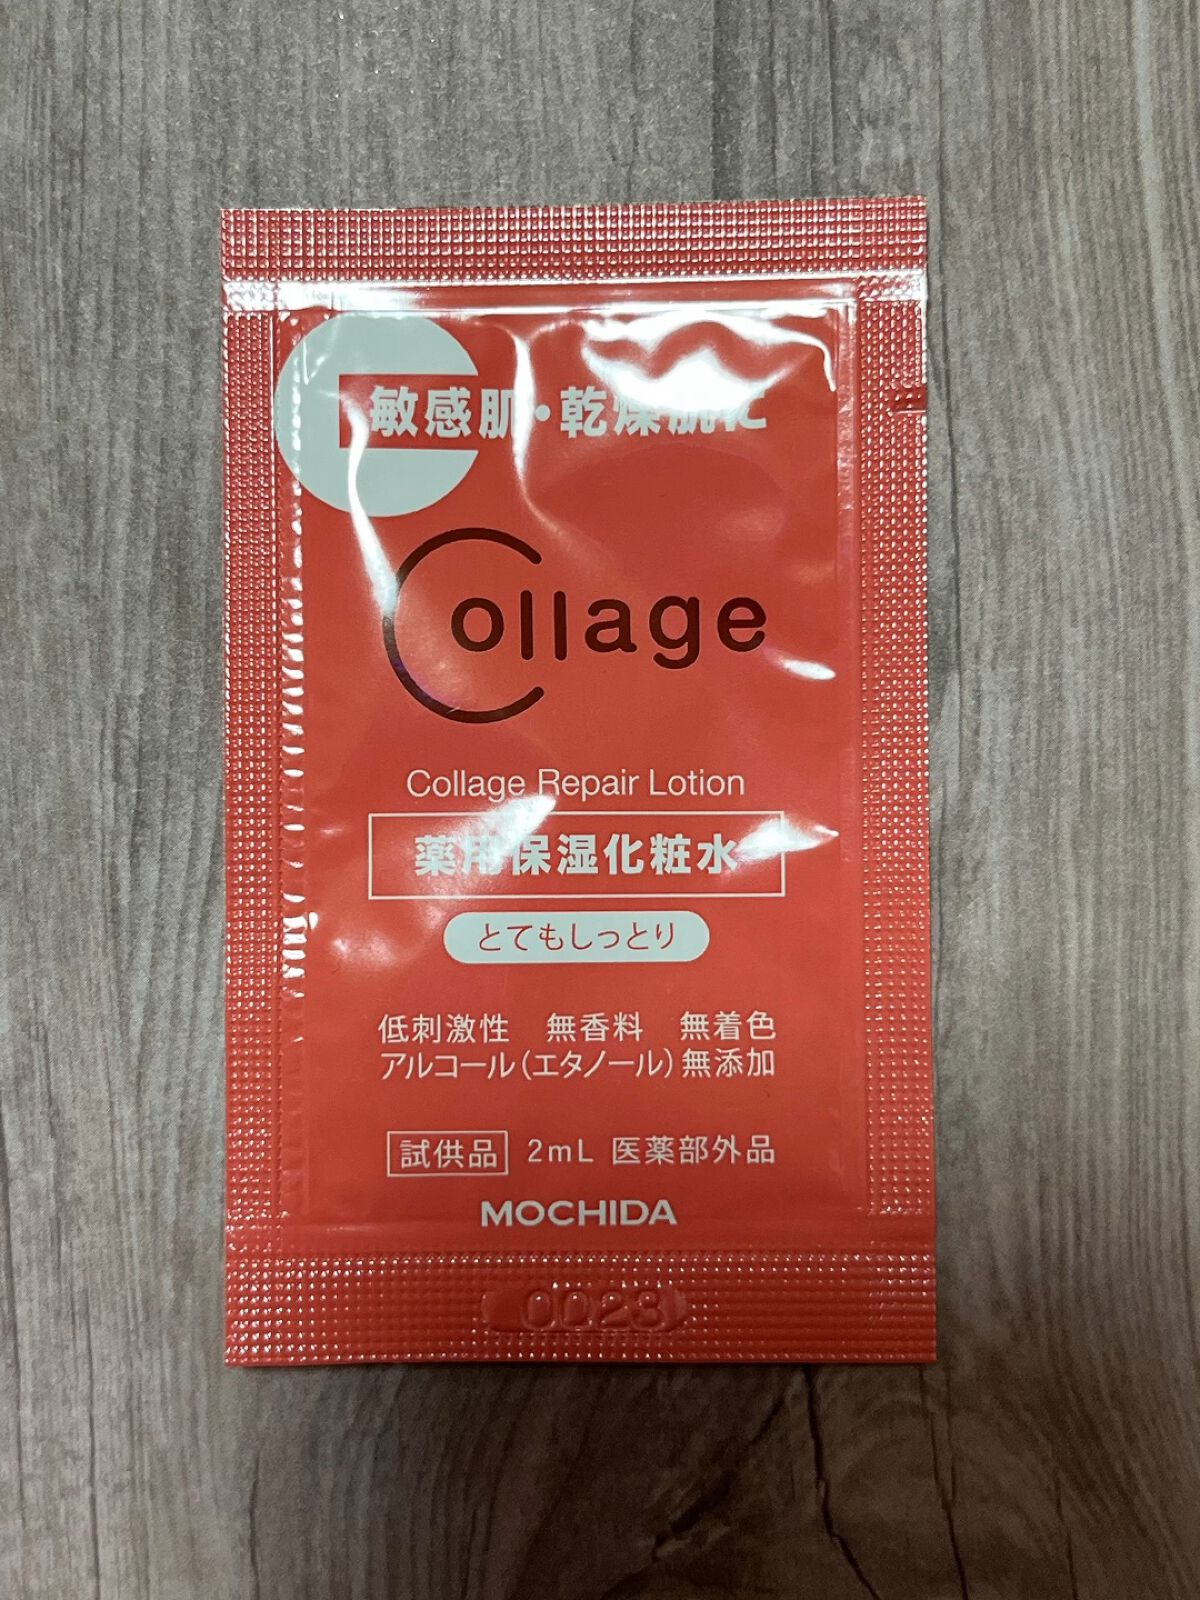 敏感肌・乾燥肌に
Collage
Collage Repair Lotion
薬用保湿化粧水
とてもしっとり
低刺激性 無香料 無着色
アルコール(エタノール)無添加
試供品 2mL 医薬部外品
MOCHIDA
0023